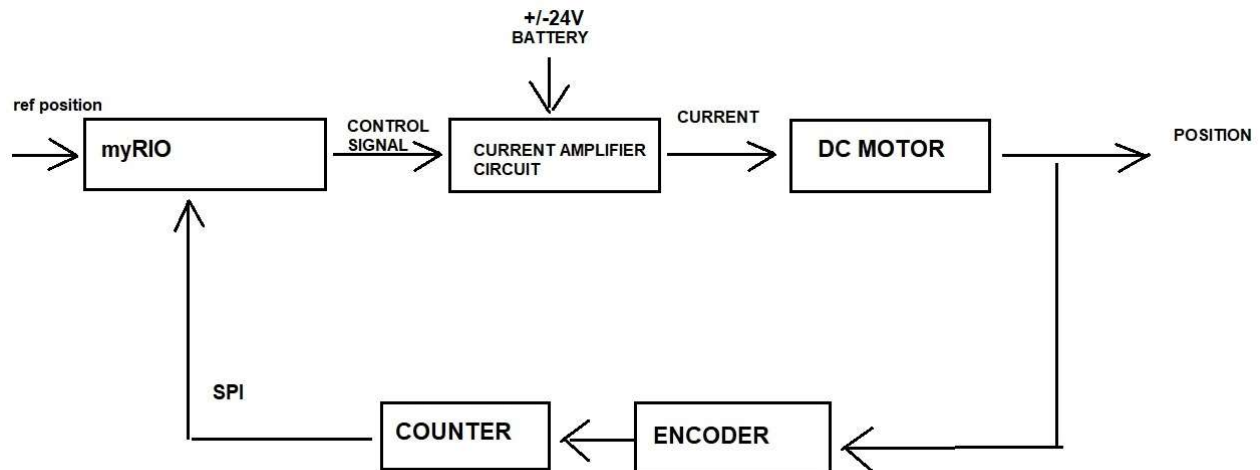 +/-24V
BATTERY
ref position
myRIO
CONTROL
SIGNAL
CURRENT AMPLIFIER
CIRCUIT
CURRENT
DC MOTOR
POSITION
SPI
COUNTER
ENCODER